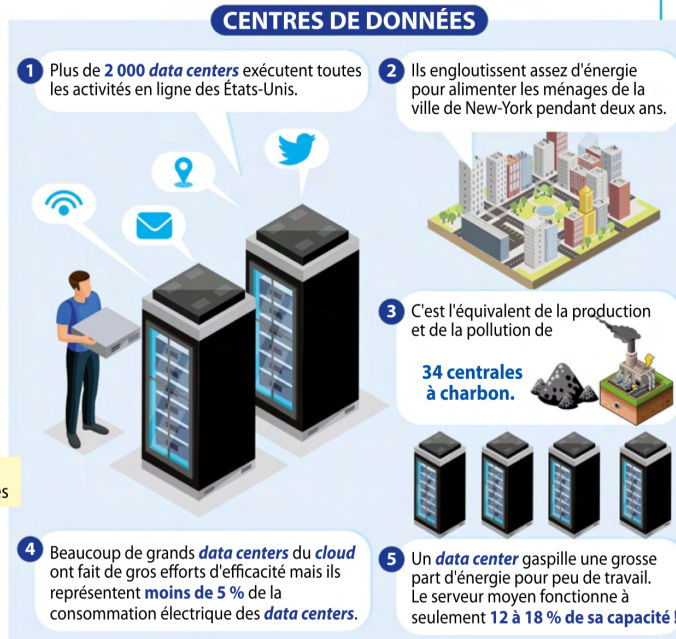 CENTRES DE DONNÉES
1 Plus de 2 000 data centers exécutent toutes
les activités en ligne des États-Unis.
2 Ils engloutissent assez d'énergie
pour alimenter les ménages de la
ville de New-York pendant deux ans.
3 C'est l'équivalent de la production
et de la pollution de
34 centrales
à charbon.
4 Beaucoup de grands data centers du cloud
ont fait de gros efforts d'efficacité mais ils
représentent moins de 5 % de la
consommation électrique des data centers.
5 Un data center gaspille une grosse
part d'énergie pour peu de travail.
Le serveur moyen fonctionne à
seulement 12 à 18 % de sa capacité !